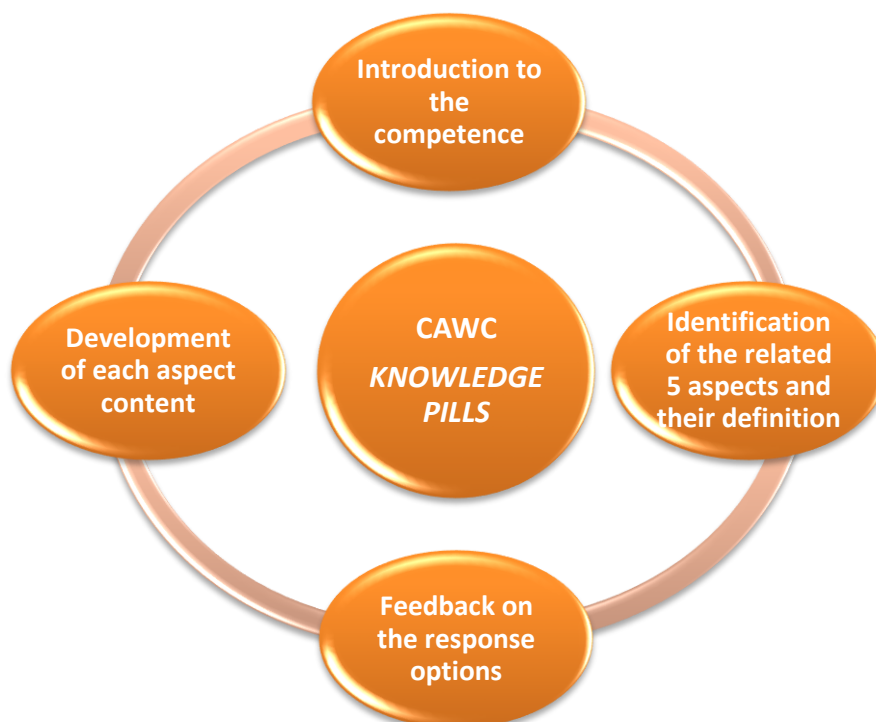 Introduction to
the
competence
Development
of each aspect
content
CAWC
KNOWLEDGE
PILLS
Identification
of the related
5 aspects and
their definition
Feedback on
the response
options